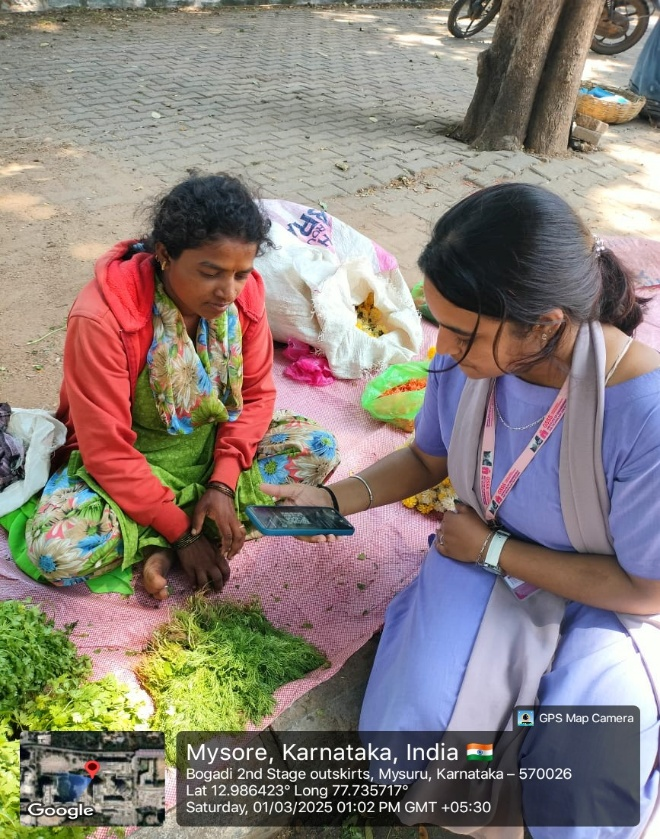 GPS Map Camera
Mysore, Karnataka, India
Bogadi 2nd Stage outskirts, Mysuru, Karnataka – 570026
Lat 12.986423° Long 77.735717°
Saturday, 01/03/2025 01:02 PM GMT +05:30
Google